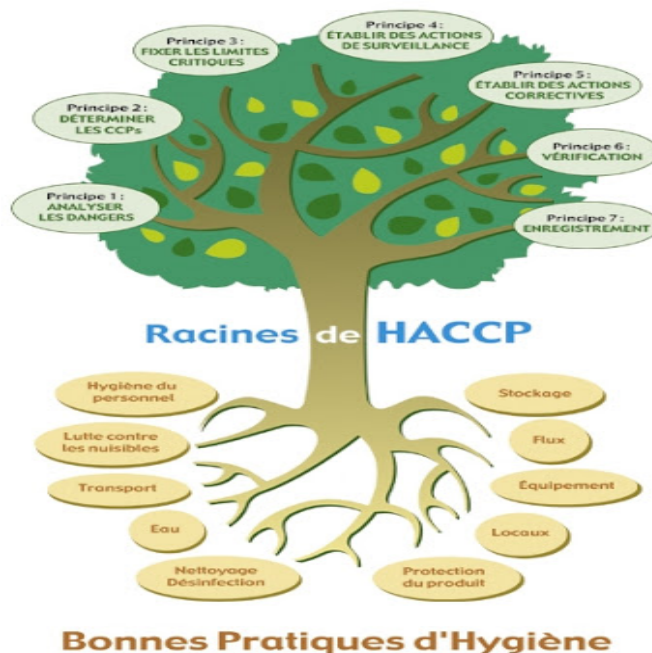 Principe 1 :
ANALYSER
LES DANGERS
Principe 2 :
DÉTERMINER
LES CCPs
Principe 3 :
FIXER LES LIMITES
CRITIQUES
Principe 4 :
ÉTABLIR DES ACTIONS
DE SURVEILLANCE
Principe 5 :
ÉTABLIR DES ACTIONS
CORRECTIVES
Principe 6 :
VÉRIFICATION
Principe 7 :
ENREGISTREMENT
Racines de HACCP
Hygiène du
personnel
Lutte contre
les nuisibles
Transport
Eau
Nettoyage
Désinfection
Stockage
Flux
Équipement
Locaux
Protection
du produit
Bonnes Pratiques d'Hygiène